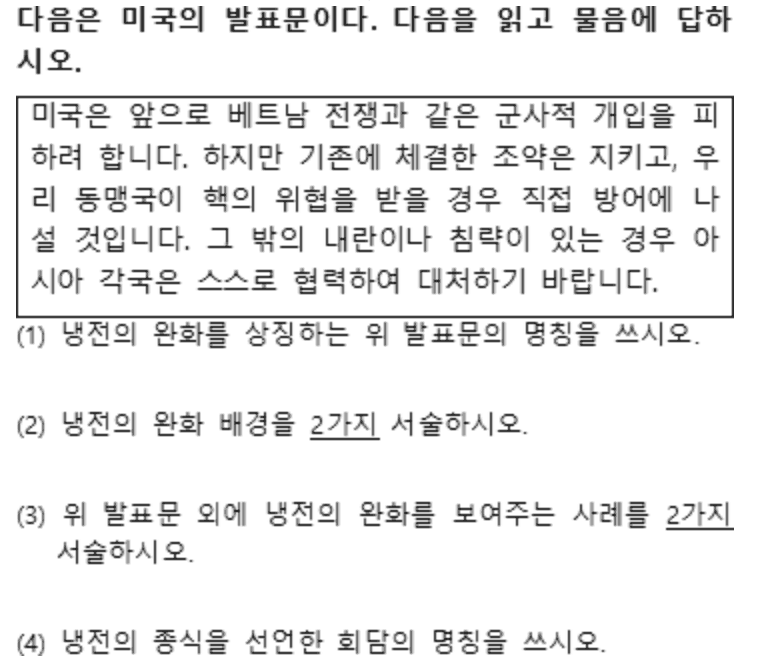 다음은 미국의 발표문이다. 다음을 읽고 물음에 답하
시오.
미국은 앞으로 베트남 전쟁과 같은 군사적 개입을 피
하려 합니다. 하지만 기존에 체결한 조약은 지키고, 우
리 동맹국이 핵의 위협을 받을 경우 직접 방어에 나
설 것입니다. 그 밖의 내란이나 침략이 있는 경우 아
시아 각국은 스스로 협력하여 대처하기 바랍니다.
(1) 냉전의 완화를 상징하는 위 발표문의 명칭을 쓰시오.
(2) 냉전의 완화 배경을 2가지 서술하시오.
(3) 위 발표문 외에 냉전의 완화를 보여주는 사례를 2가지
서술하시오.
(4) 냉전의 종식을 선언한 회담의 명칭을 쓰시오.